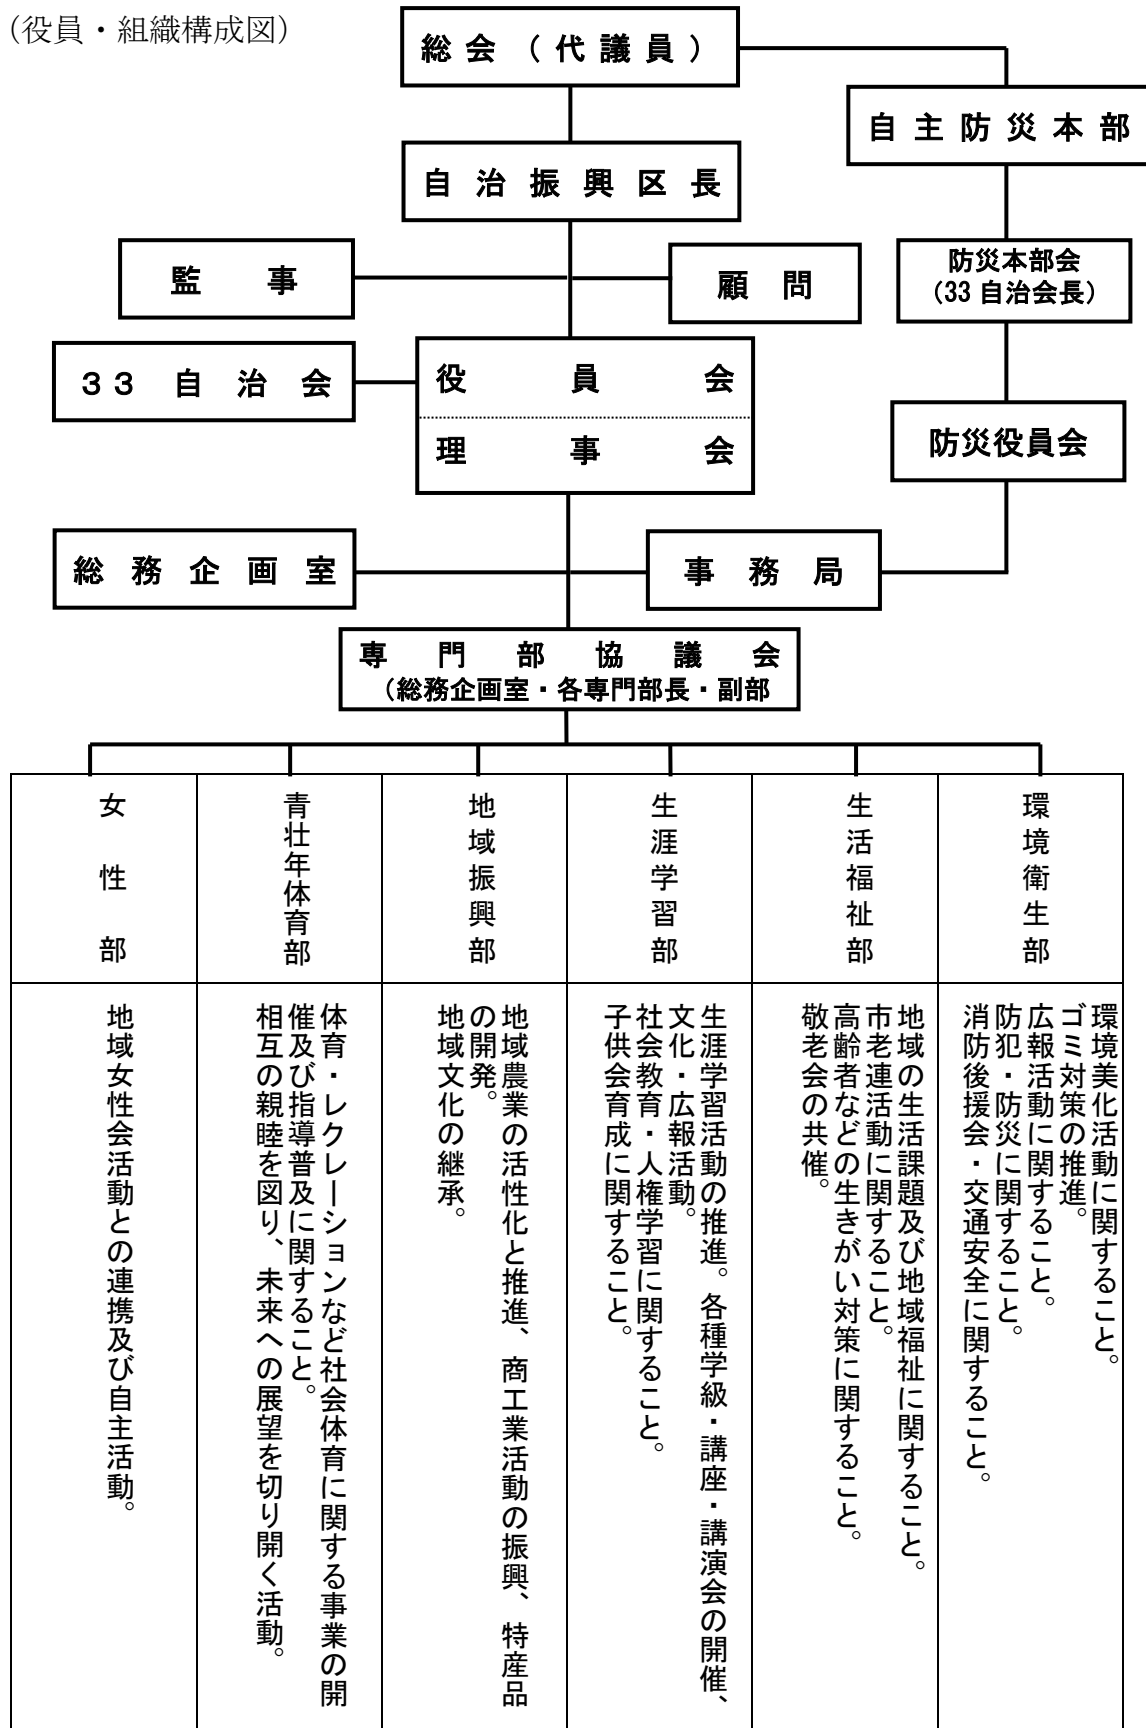 （役員・組織構成図）
総会（代議員）
自主防災本部
自治振興区長
監事
顧問
防災本部会
（33自治会長）
３３自治会
役員会
理事会
防災役員会
総務企画室
事務局
専門部協議会
（総務企画室・各専門部長・副部
女性部
青壮年体育部
地域振興部
生涯学習部
生活福祉部
環境衛生部
地域女性会活動との連携及び自主活動。
体育・レクレーションなど社会体育に関する事業の開
催及び指導普及に関すること。
相互の親睦を図り、未来への展望を切り開く活動。
地域農業の活性化と推進、商工業活動の振興、特産品
の開発。
地域文化の継承。
生涯学習活動の推進。各種学級・講座・講演会の開催、
文化・広報活動。
社会教育・人権学習に関すること。
子供会育成に関すること。
地域の生活課題及び地域福祉に関すること。
市老連活動に関すること。
高齢者などの生きがい対策に関すること。
敬老会の共催。
環境美化活動に関すること。
ゴミ対策の推進。
広報活動に関すること。
防犯・防災に関すること。
消防後援会・交通安全に関すること。